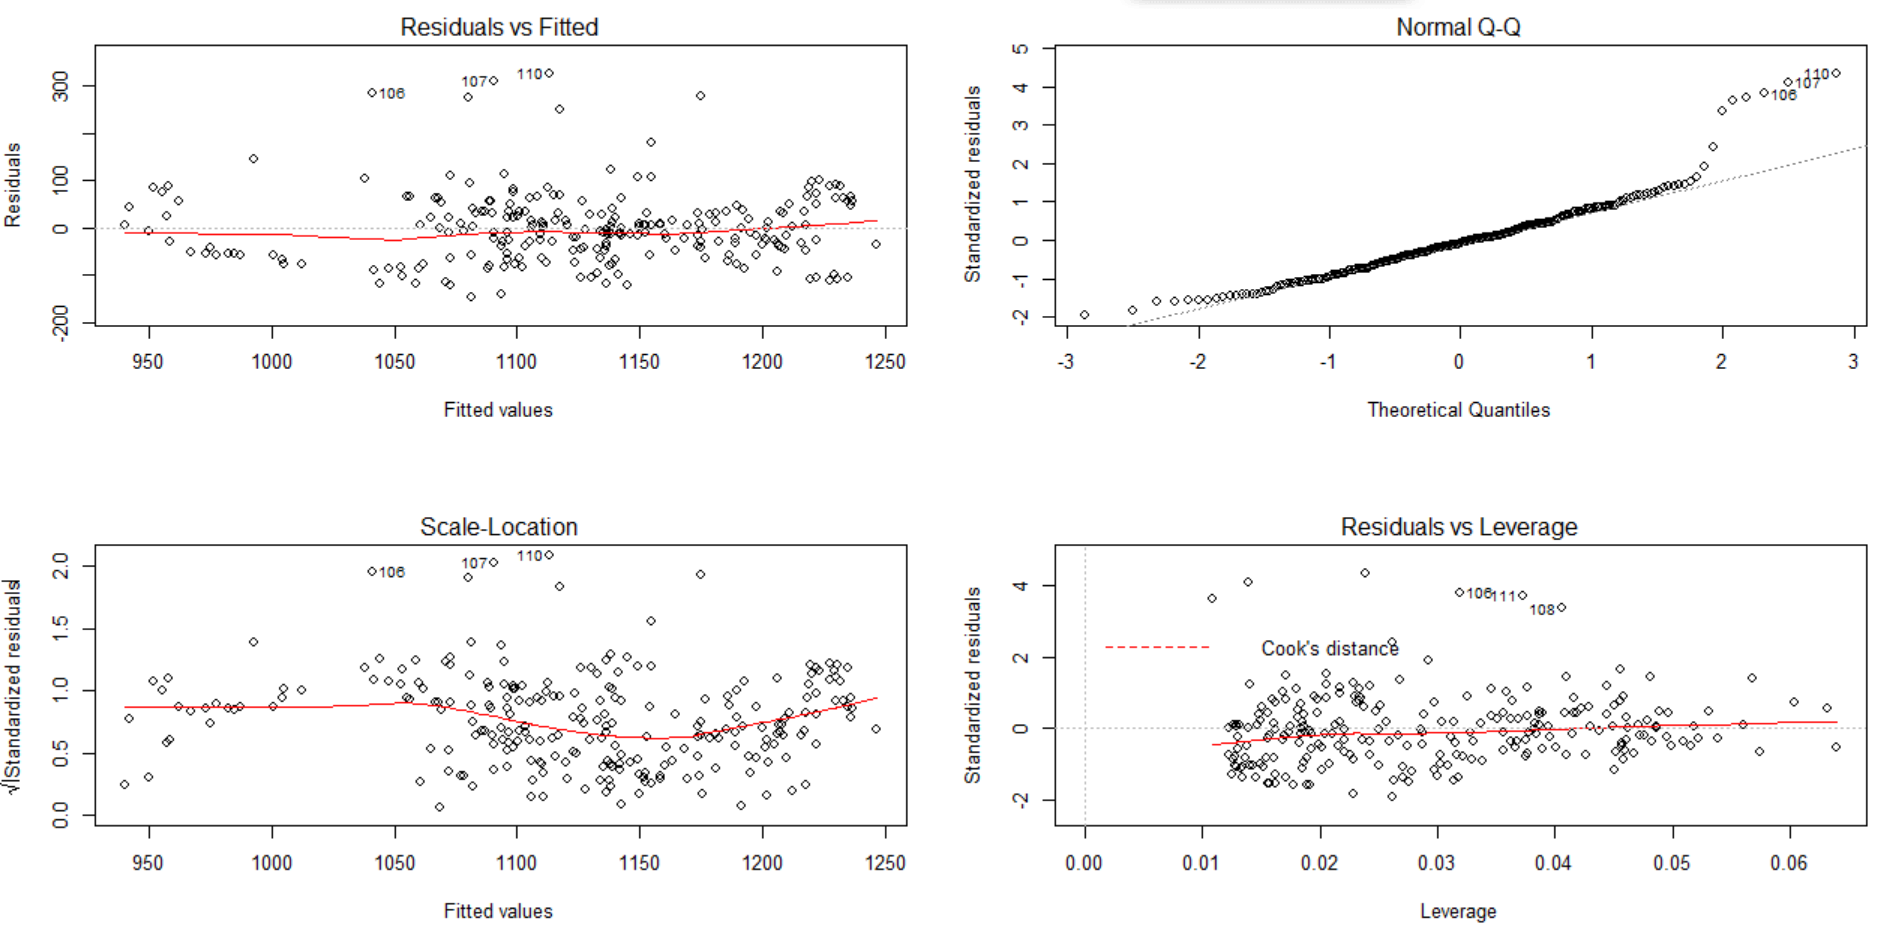 Residuals vs Fitted
Residuals
300
100
0
-200
106
107
110
950 1000 1050 1100 1150 1200 1250
Fitted values
Normal Q-Q
Standardized residuals
5
4
3
2
1
0
-1
-2
110
107
106
-3 -2 -1 0 1 2 3
Theoretical Quantiles
Scale-Location
√|Standardized residuals|
2.0
1.5
1.0
0.5
0.0
106
107
110
950 1000 1050 1100 1150 1200 1250
Fitted values
Residuals vs Leverage
Standardized residuals
4
2
0
-2
106
111
108
Cook's distance
0.00 0.01 0.02 0.03 0.04 0.05 0.06
Leverage